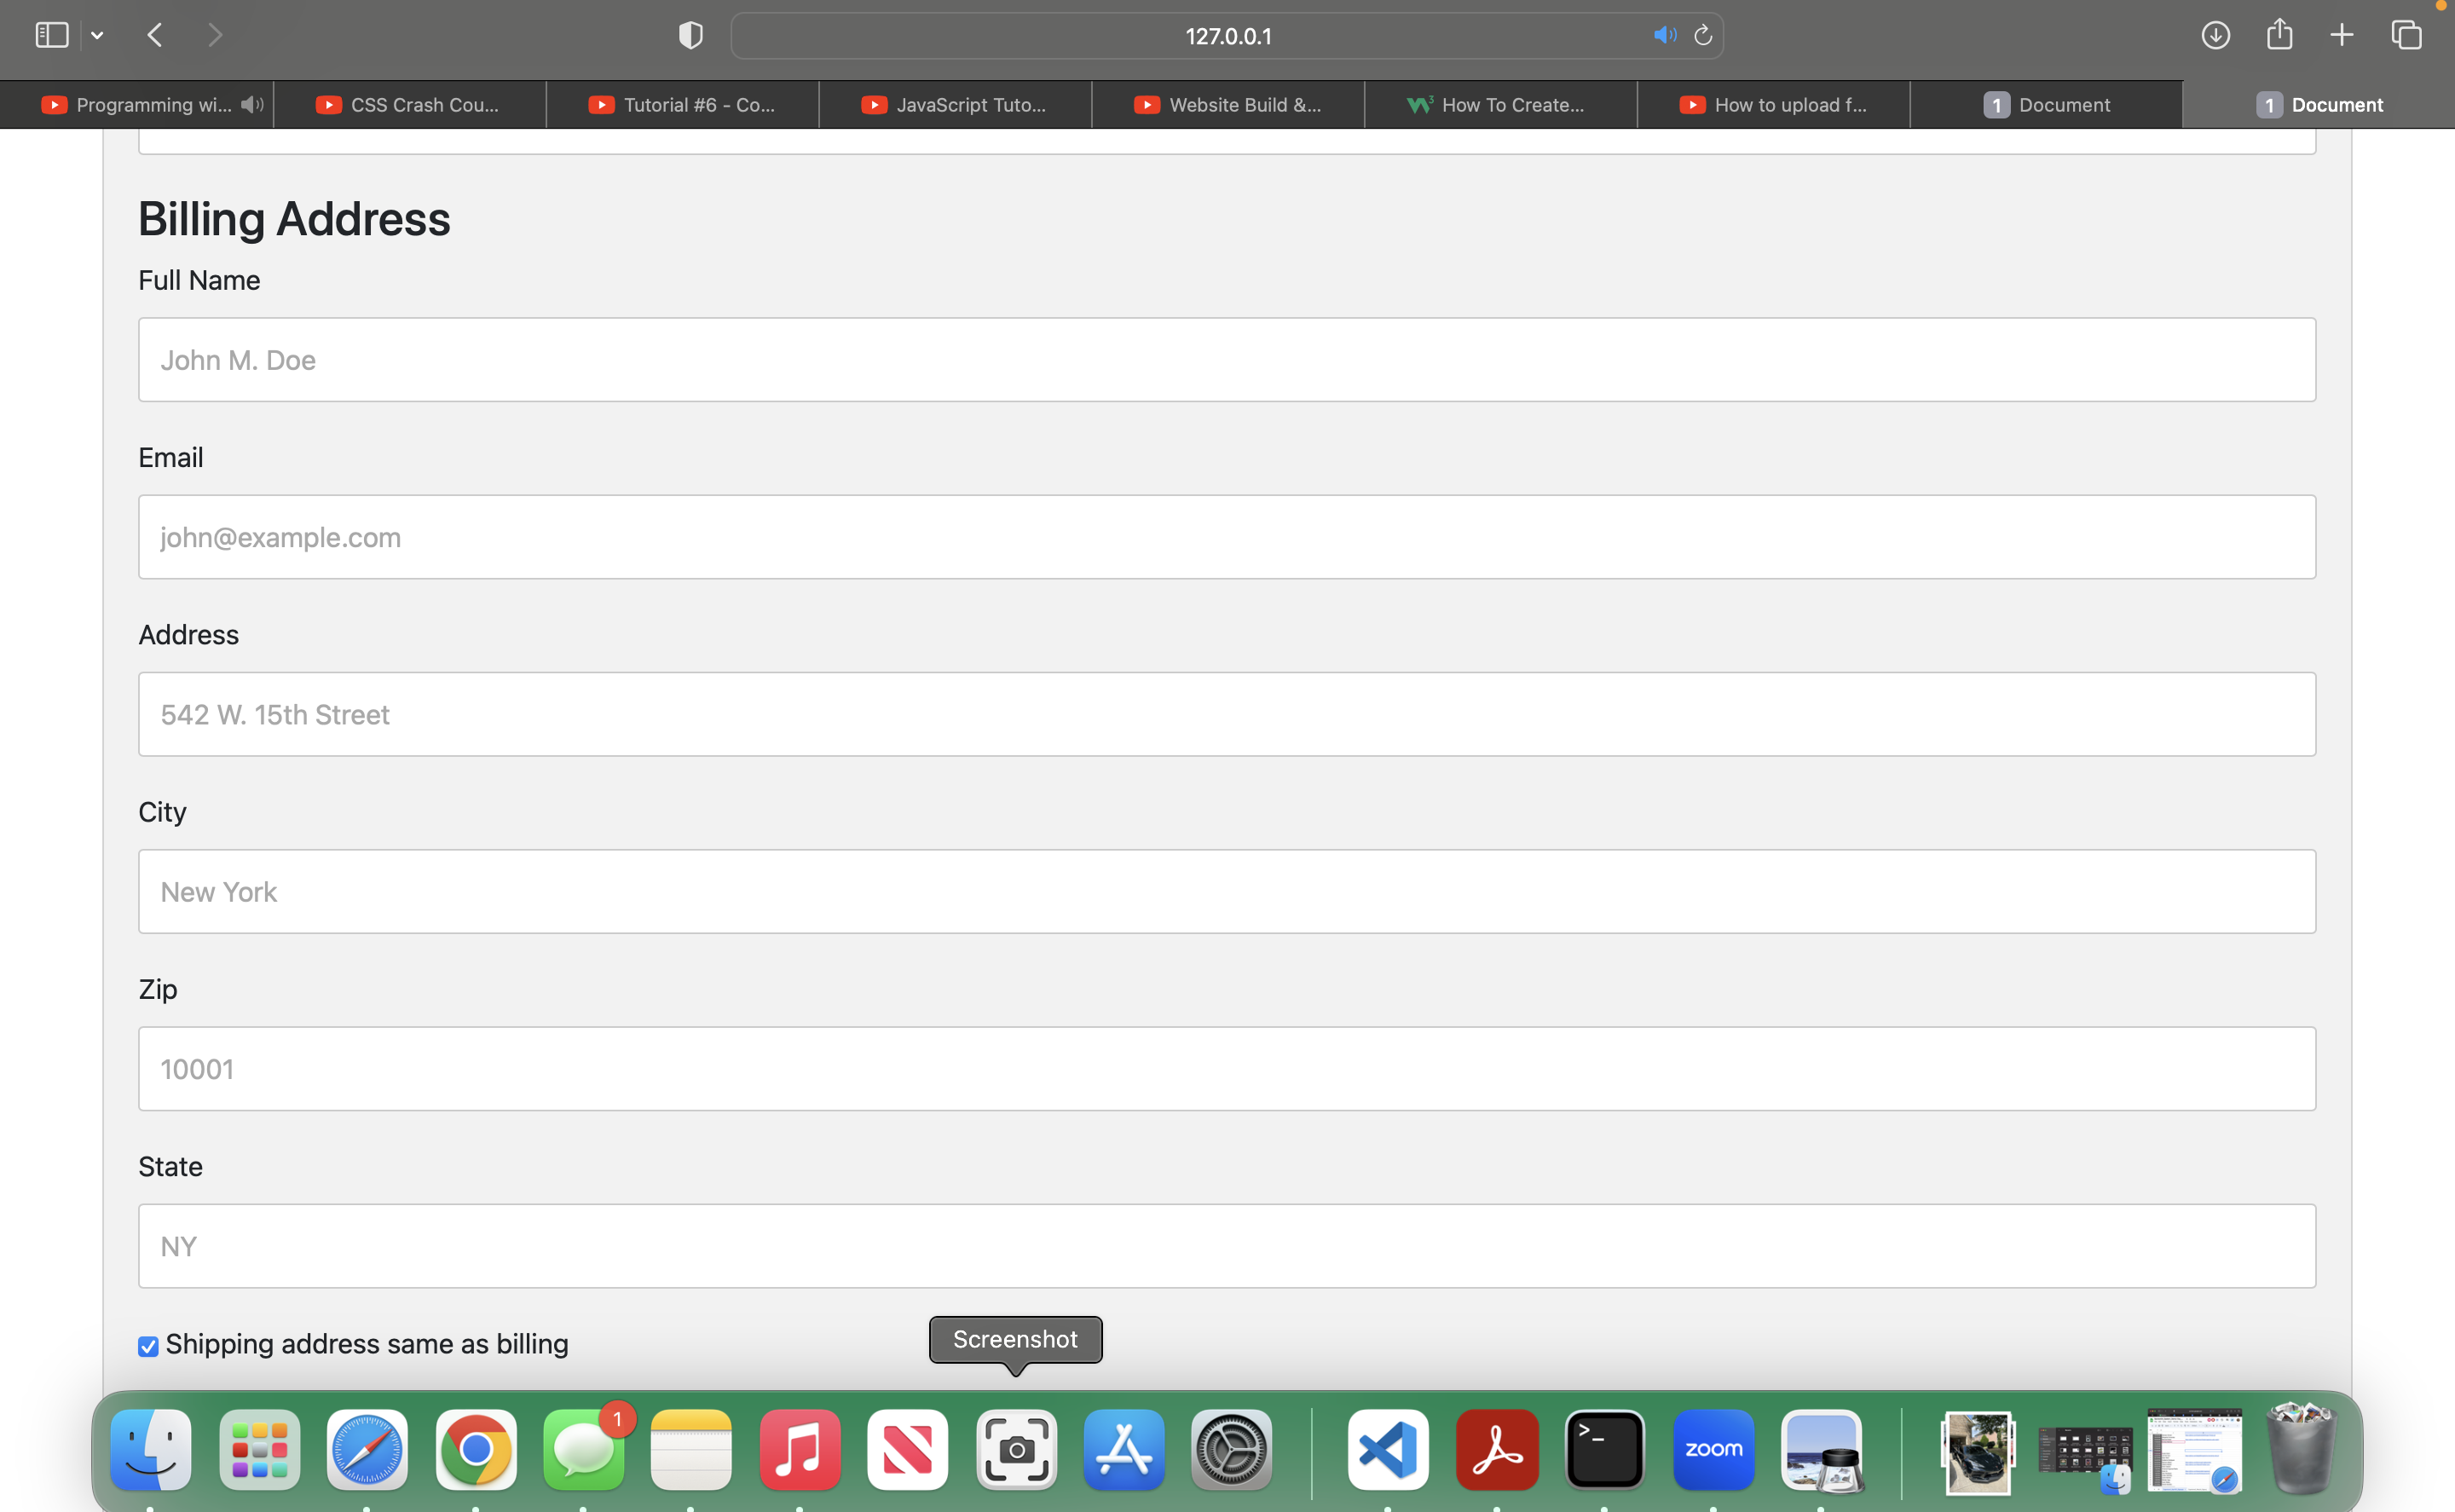 127.0.0.1
Programming wi...
CSS Crash Cou...
Tutorial #6 - Co...
JavaScript Tuto...
Website Build &...
How To Create...
How to upload f...
1 Document
1 Document
Billing Address
Full Name
John M. Doe
Email
john@example.com
Address
542 W. 15th Street
City
New York
Zip
10001
State
NY
Shipping address same as billing
Screenshot
1
zoom